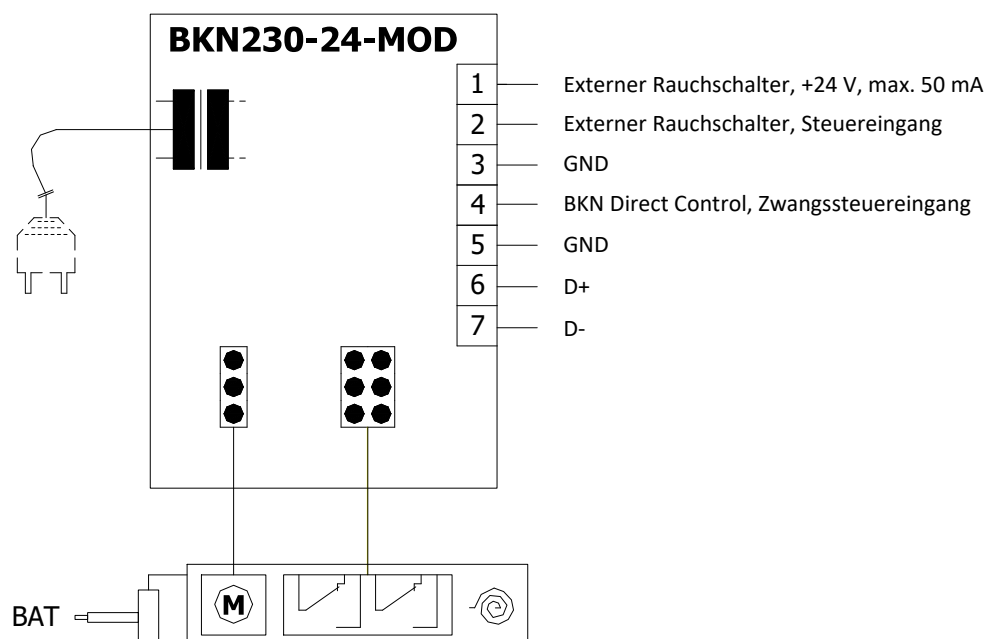 BKN230-24-MOD
1 Externer Rauchschalter, +24 V, max. 50 mA
2 Externer Rauchschalter, Steuereingang
3 GND
4 BKN Direct Control, Zwangssteuereingang
5 GND
6 D+
7 D-
M
BAT